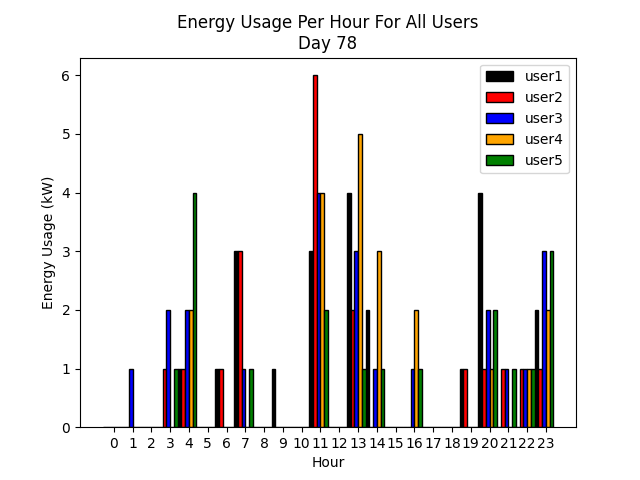 Energy Usage Per Hour For All Users
Day 78
user1
user2
user3
user4
user5
Energy Usage (kW)
6
5
4
3
2
1
0
0 1 2 3 4 5 6 7 8 9 10 11 12 13 14 15 16 17 18 19 20 21 22 23
Hour